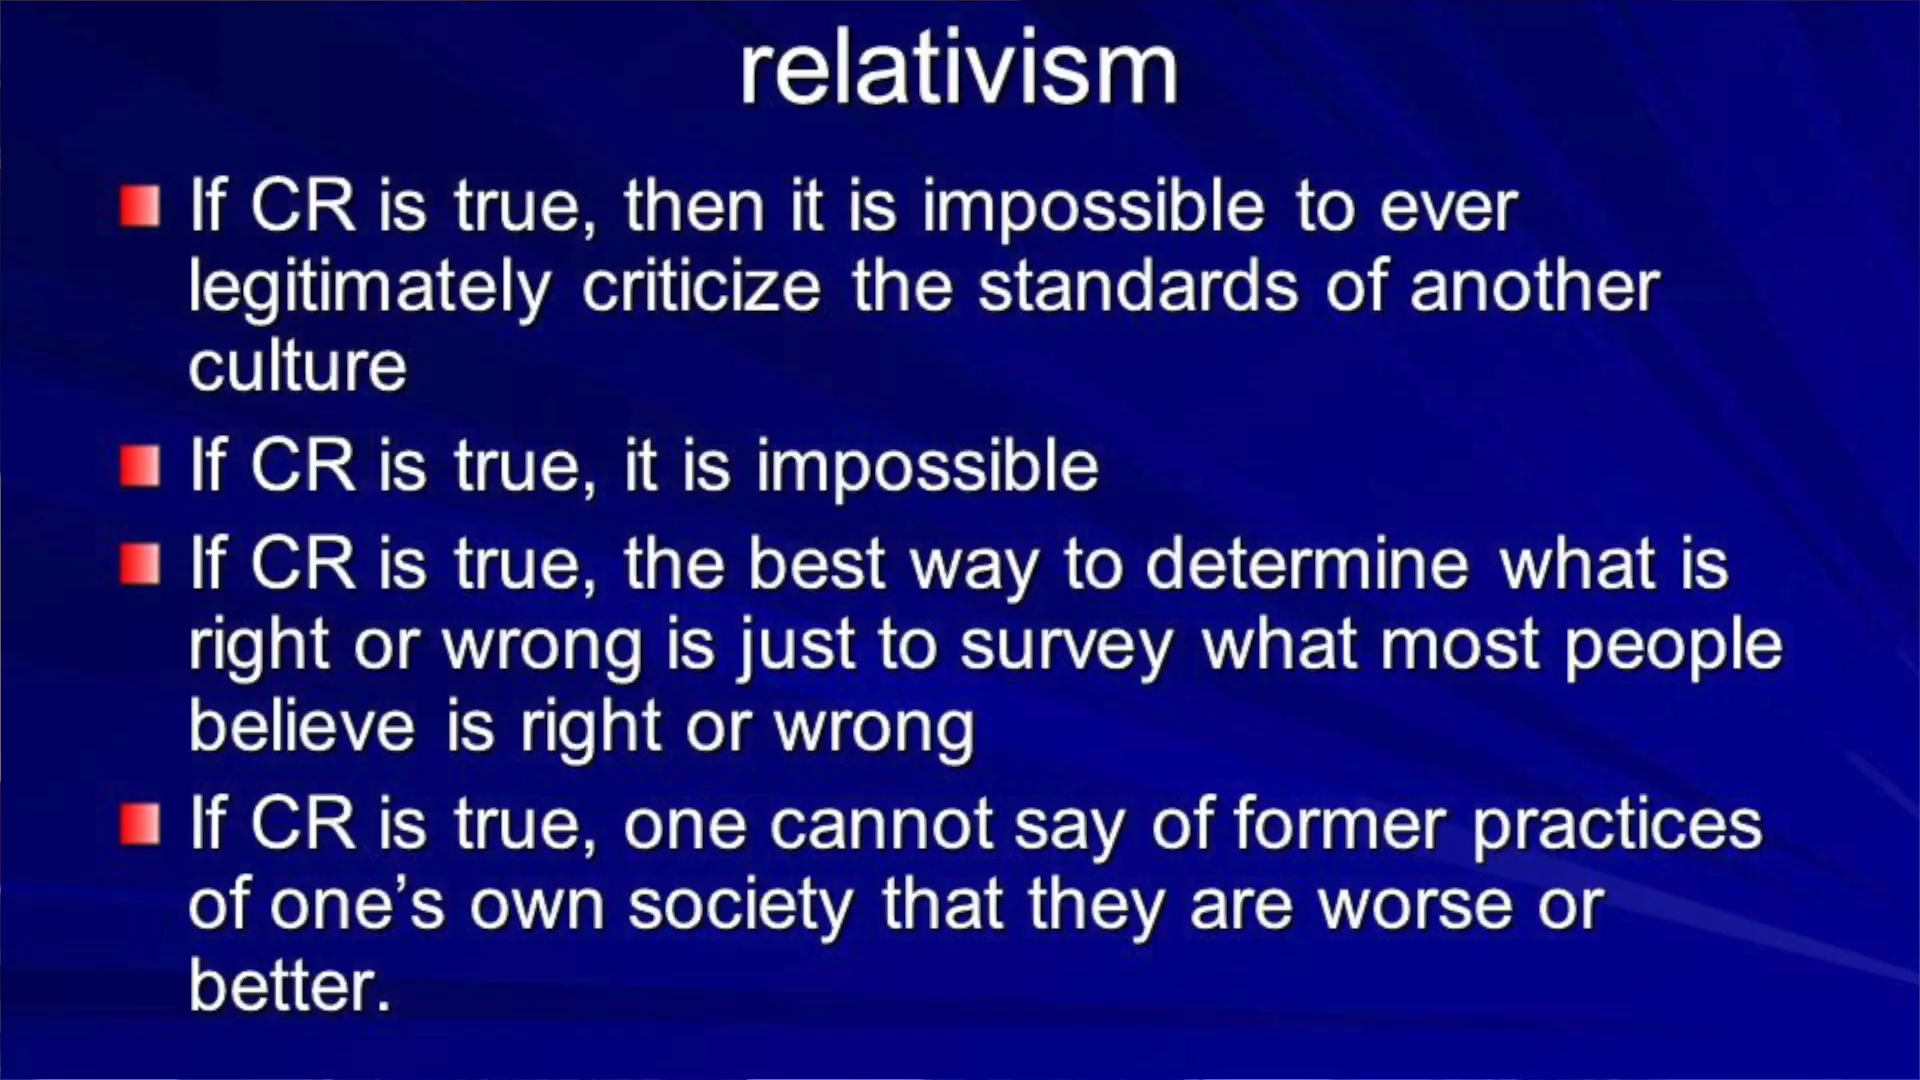 relativism
If CR is true, then it is impossible to ever
legitimately criticize the standards of another
culture
If CR is true, it is impossible
If CR is true, the best way to determine what is
right or wrong is just to survey what most people
believe is right or wrong
If CR is true, one cannot say of former practices
of one’s own society that they are worse or
better.